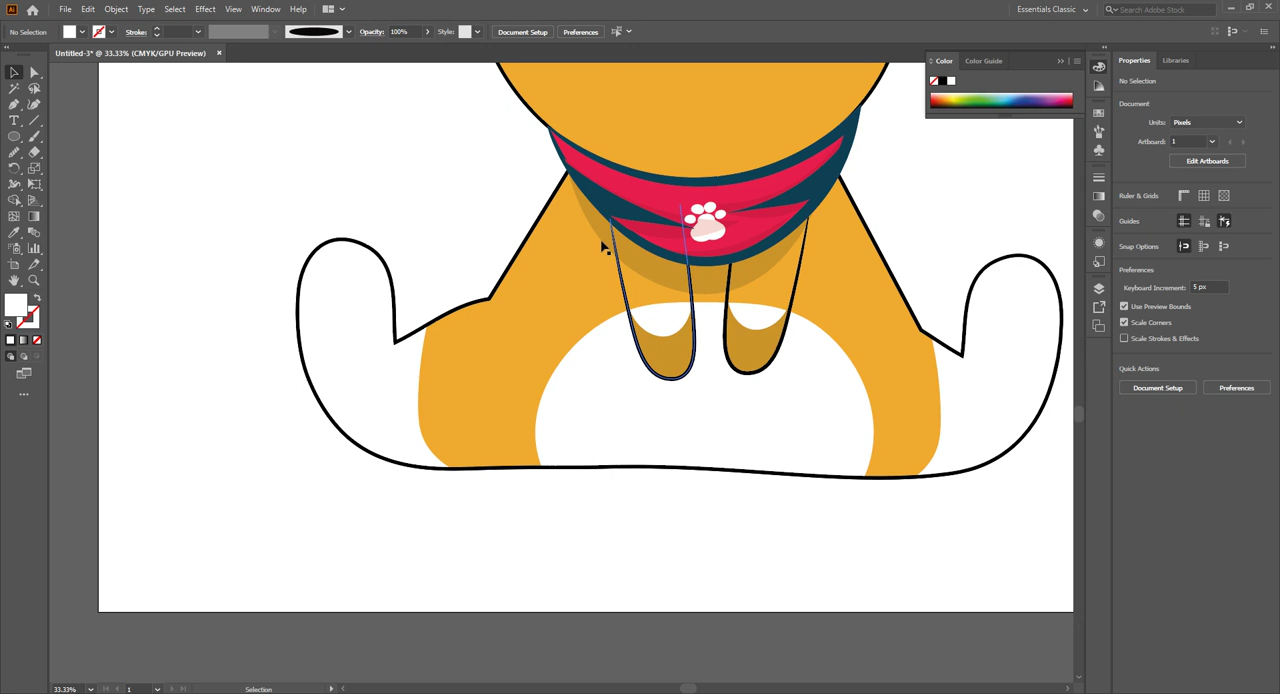 Ai File Edit Object Type Select Effect View Window Help Essentials Classic Search Adobe Stock
No Selection Stroke: Opacity: 100% Style: Document Setup Preferences
Untitled-3* @ 33.33% (CMYK/GPU Preview) ×
Color Color Guide
Properties Libraries
No Selection
Document
Units: Pixels
Artboard: 1
Edit Artboards
Ruler & Grids
Guides
Snap Options
Preferences
Keyboard Increment: 5 px
Use Preview Bounds
Scale Corners
Scale Strokes & Effects
Quick Actions
Document Setup Preferences
33.33% 1 Selection